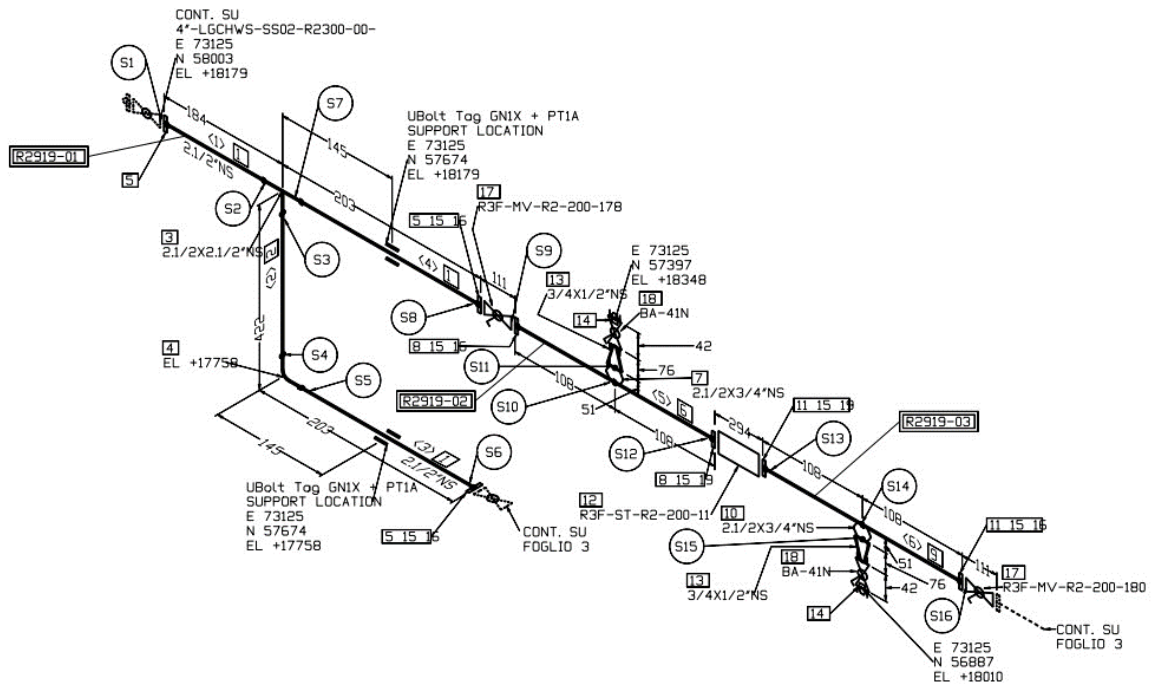 CONT. SU
4"-LGCHWS-SS02-R2300-00-
E 73125
N 58003
EL +18179
S1
184
S7
UBolt Tag GN1X + PT1A
SUPPORT LOCATION
E 73125
N 57674
EL +18179
145
<1> 1
2.1/2"NS
R2919-01
5
203
17
R3F-MV-R2-200-178
5 15 16
S2
3
2.1/2X2.1/2"NS
S3
<2> 2
<4> 1
111
S9
E 73125
N 57397
EL +18348
13
3/4X1/2"NS
18
BA-41N
14
S8
422
4
EL +17758
S4
S5
8 15 16
S11
42
76
7
2.1/2X3/4"NS
108
51
S10
R2919-02
<5> 6
294
11 15 19
S13
R2919-03
203
145
<3> 1
2.1/2"NS
S6
108
S12
8 15 19
108
S14
108
12
R3F-ST-R2-200-11
10
2.1/2X3/4"NS
11 15 16
UBolt Tag GN1X + PT1A
SUPPORT LOCATION
E 73125
N 57674
EL +17758
5 15 16
CONT. SU
FOGLIO 3
S15
18
BA-41N
13
3/4X1/2"NS
14
<6> 9
51
76
42
111
17
R3F-MV-R2-200-180
S16
CONT. SU
FOGLIO 3
E 73125
N 56887
EL +18010